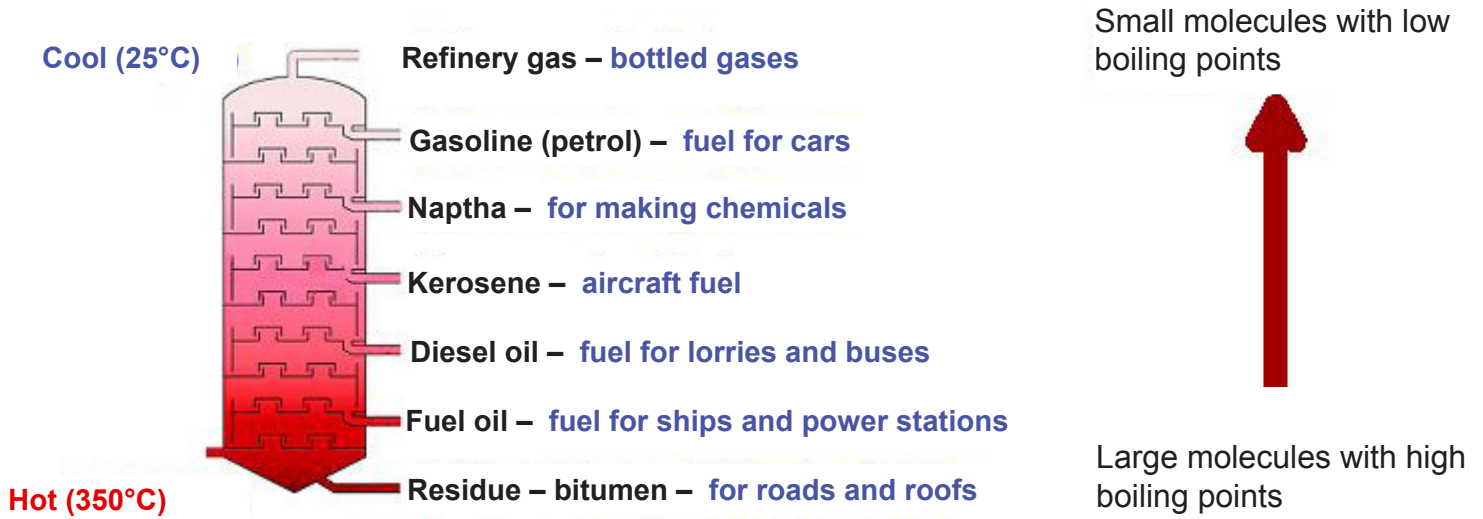 Cool (25°C)
Refinery gas – bottled gases
Gasoline (petrol) – fuel for cars
Naptha – for making chemicals
Kerosene – aircraft fuel
Diesel oil – fuel for lorries and buses
Fuel oil – fuel for ships and power stations
Hot (350°C)
Residue – bitumen – for roads and roofs
Small molecules with low
boiling points
Large molecules with high
boiling points